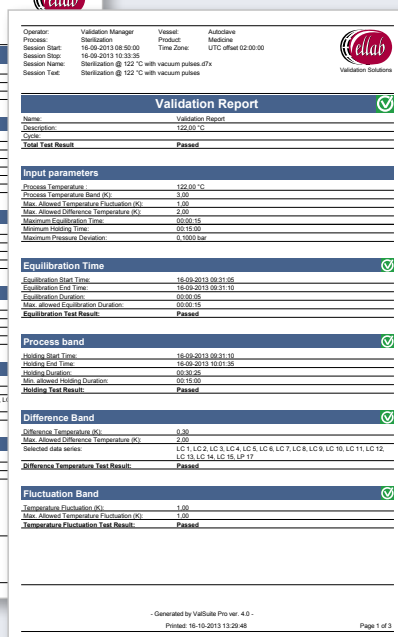 ellab
Operator: Validation Manager Vessel: Autoclave
Process: Sterilization Product: Medicine
Session Start: 16-09-2013 08:50:00 Time Zone: UTC offset 02:00:00
Session Stop: 16-09-2013 10:33:35
Session Name: Sterilization @ 122 °C with vacuum pulses.d7x
Session Text: Sterilization @ 122 °C with vacuum pulses
ellab
Validation Solutions
Validation Report
Name: Validation Report
Description: 122,00 °C
Cycle:
Total Test Result Passed
Input parameters
Process Temperature : 122,00 °C
Process Temperature Band (K): 3,00
Max. Allowed Temperature Fluctuation (K): 1,00
Max. Allowed Difference Temperature (K): 2,00
Maximum Equilibration Time: 00:00:15
Minimum Holding Time: 00:15:00
Maximum Pressure Deviation: 0,1000 bar
Equilibration Time
Equilibration Start Time: 16-09-2013 09:31:05
Equilibration End Time: 16-09-2013 09:31:10
Equilibration Duration: 00:00:05
Max. allowed Equilibration Duration: 00:00:15
Equilibration Test Result: Passed
Process band
Holding Start Time: 16-09-2013 09:31:10
Holding End Time: 16-09-2013 10:01:35
Holding Duration: 00:30:25
Min. allowed Holding Duration: 00:15:00
Holding Test Result: Passed
Difference Band
Difference Temperature (K): 0,30
Max. Allowed Difference Temperature (K): 2,00
Selected data series: LC 1, LC 2, LC 3, LC 4, LC 5, LC 6, LC 7, LC 8, LC 9, LC 10, LC 11, LC 12,
LC 13, LC 14, LC 15, LP 17
Difference Temperature Test Result: Passed
Fluctuation Band
Temperature Fluctuation (K): 1,00
Max. Allowed Temperature Fluctuation (K): 1,00
Temperature Fluctuation Test Result: Passed
- Generated by ValSuite Pro ver. 4.0 -
Printed: 16-10-2013 13:29:48 Page 1 of 3